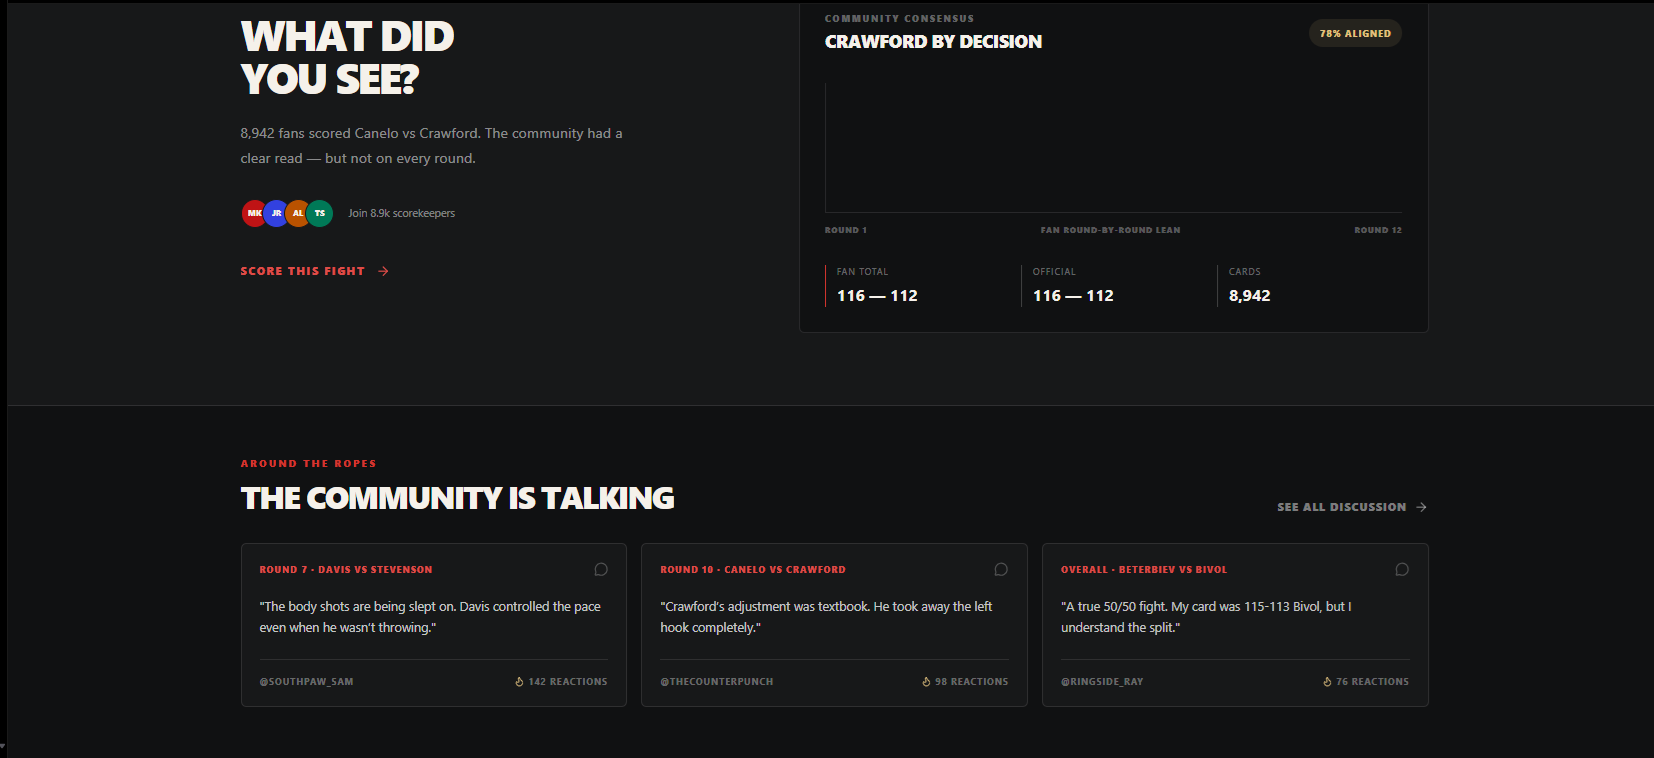 WHAT DID
YOU SEE?
8,942 fans scored Canelo vs Crawford. The community had a
clear read — but not on every round.
MK JR AL TS Join 8.9k scorekeepers
SCORE THIS FIGHT →
COMMUNITY CONSENSUS
CRAWFORD BY DECISION
78% ALIGNED
ROUND 1 FAN ROUND-BY-ROUND LEAN ROUND 12
FAN TOTAL
116 — 112
OFFICIAL
116 — 112
CARDS
8,942
AROUND THE ROPES
THE COMMUNITY IS TALKING
SEE ALL DISCUSSION →
ROUND 7 · DAVIS VS STEVENSON
"The body shots are being slept on. Davis controlled the pace
even when he wasn’t throwing."
@SOUTHPAW_SAM 142 REACTIONS
ROUND 10 · CANELO VS CRAWFORD
"Crawford’s adjustment was textbook. He took away the left
hook completely."
@THECOUNTERPUNCH 98 REACTIONS
OVERALL · BETERBIEV VS BIVOL
"A true 50/50 fight. My card was 115-113 Bivol, but I
understand the split."
@RINGSIDE_RAY 76 REACTIONS